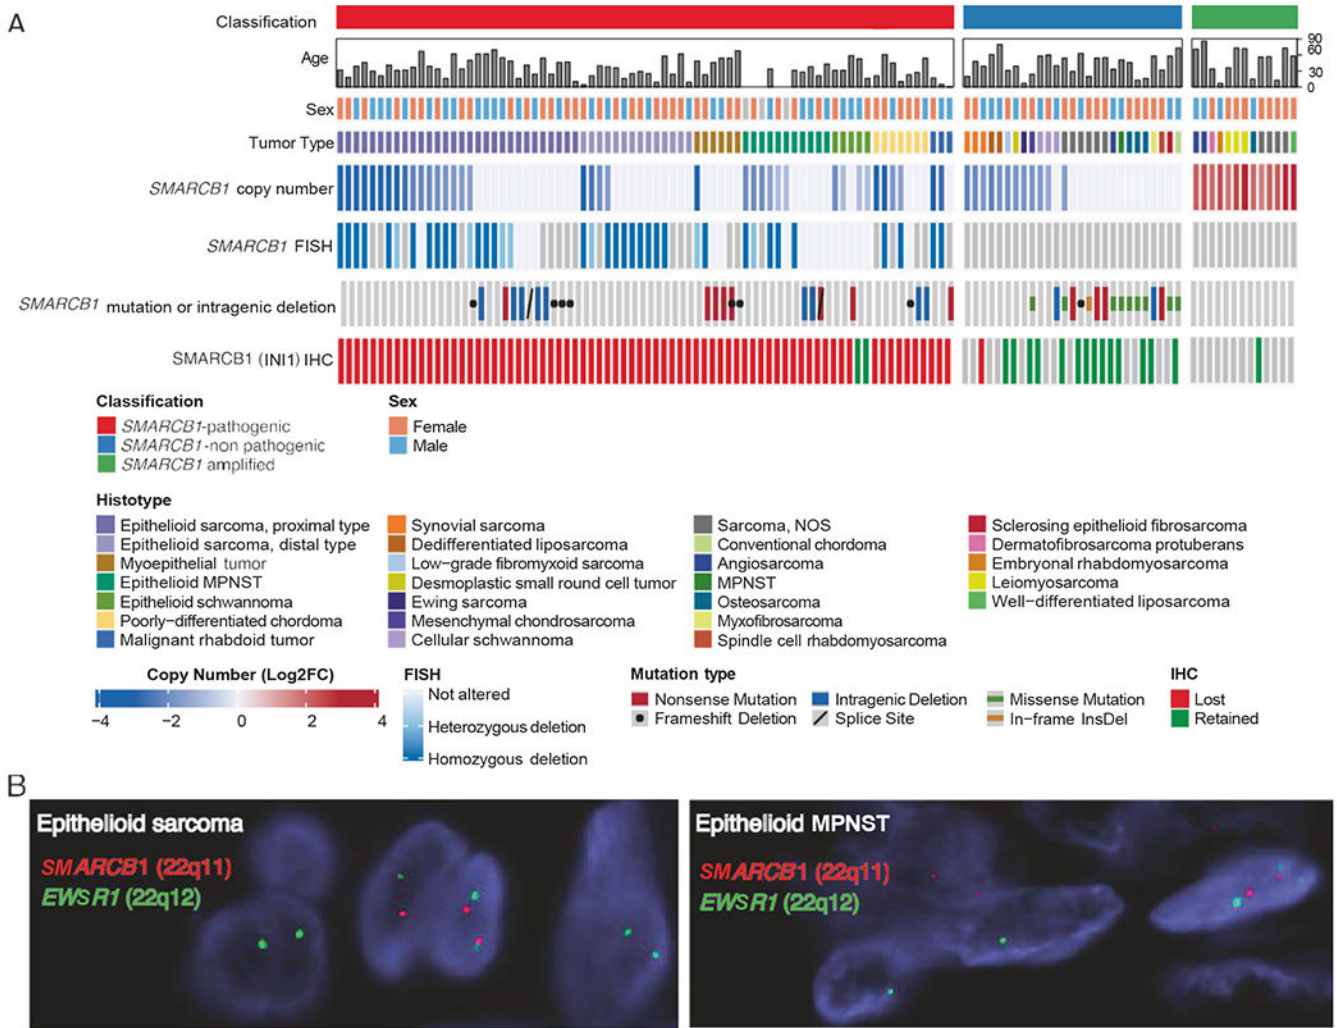 A
Classification
Age
90
60
30
0
Sex
Tumor Type
SMARCB1 copy number
SMARCB1 FISH
SMARCB1 mutation or intragenic deletion
SMARCB1 (INI1) IHC
Classification
SMARCB1-pathogenic
SMARCB1-non pathogenic
SMARCB1 amplified
Sex
Female
Male
Histotype
Epithelioid sarcoma, proximal type
Epithelioid sarcoma, distal type
Myoepithelial tumor
Epithelioid MPNST
Epithelioid schwannoma
Poorly-differentiated chordoma
Malignant rhabdoid tumor
Synovial sarcoma
Dedifferentiated liposarcoma
Low-grade fibromyxoid sarcoma
Desmoplastic small round cell tumor
Ewing sarcoma
Mesenchymal chondrosarcoma
Cellular schwannoma
Sarcoma, NOS
Conventional chordoma
Angiosarcoma
MPNST
Osteosarcoma
Myxofibrosarcoma
Spindle cell rhabdomyosarcoma
Sclerosing epithelioid fibrosarcoma
Dermatofibrosarcoma protuberans
Embryonal rhabdomyosarcoma
Leiomyosarcoma
Well-differentiated liposarcoma
Copy Number (Log2FC)
-4 -2 0 2 4
FISH
Not altered
Heterozygous deletion
Homozygous deletion
Mutation type
Nonsense Mutation
Frameshift Deletion
Intragenic Deletion
Splice Site
Missense Mutation
In-frame InsDel
IHC
Lost
Retained
B
Epithelioid sarcoma
SMARCB1 (22q11)
EWSR1 (22q12)
Epithelioid MPNST
SMARCB1 (22q11)
EWSR1 (22q12)